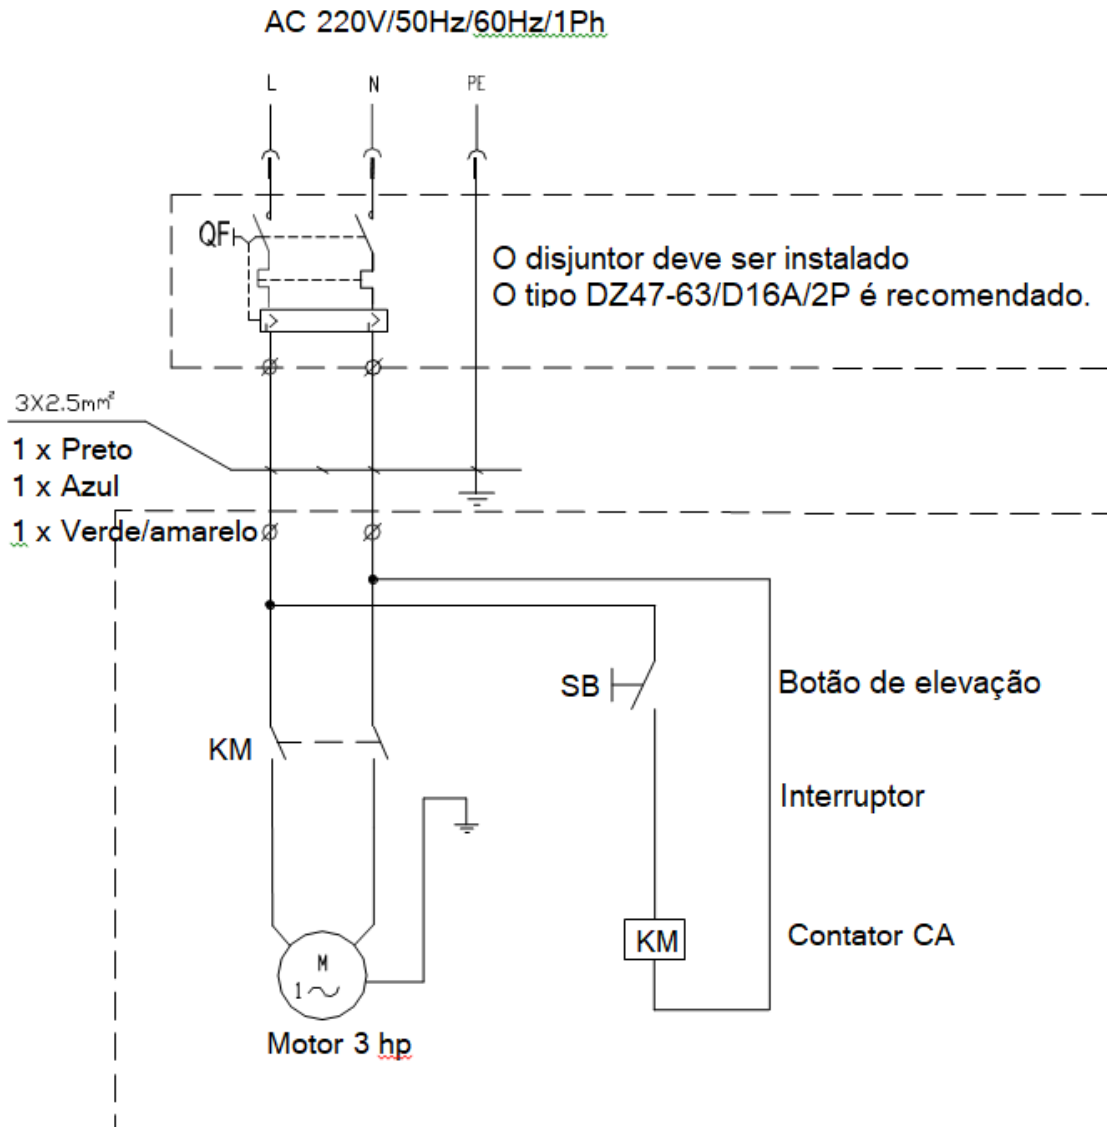 AC 220V/50Hz/60Hz/1Ph
L
N
PE
QF
O disjuntor deve ser instalado
O tipo DZ47-63/D16A/2P é recomendado.
3X2.5mm²
1 x Preto
1 x Azul
1 x Verde/amarelo
SB
Botão de elevação
KM
Interruptor
KM
Contator CA
M
1
Motor 3 hp